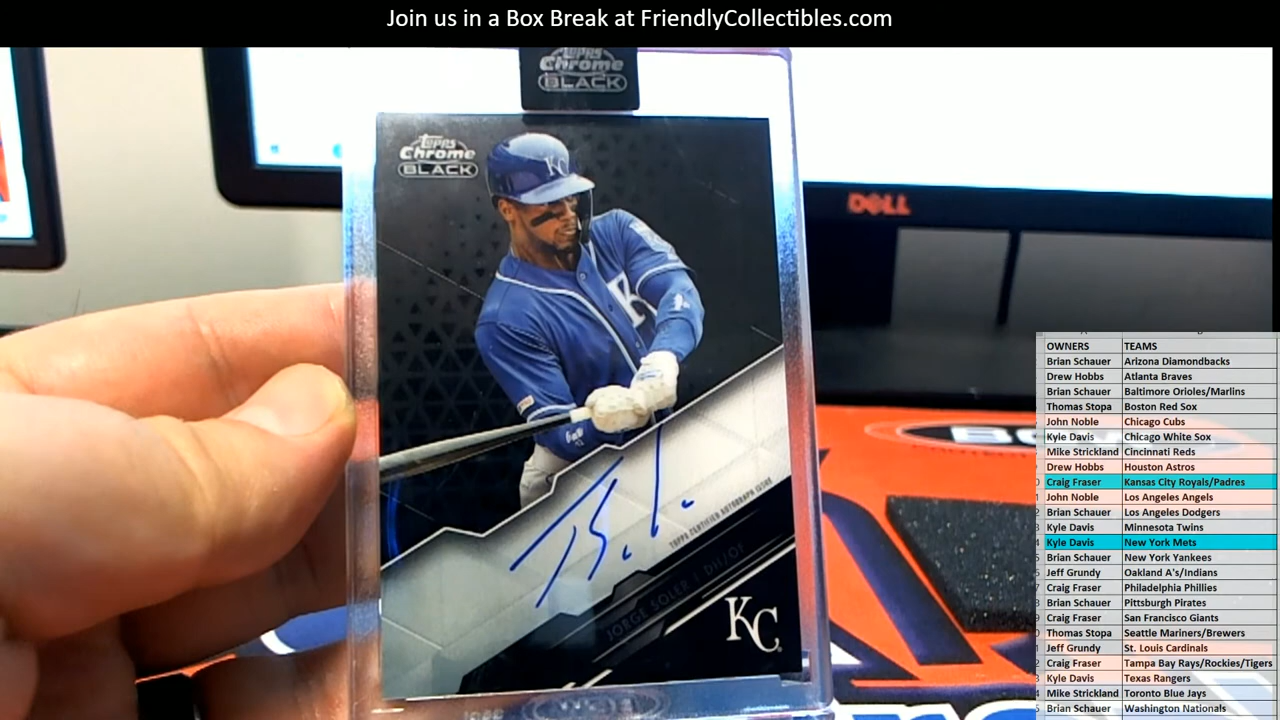 Join us in a Box Break at FriendlyCollectibles.com
TOPPS
Chrome
BLACK
TOPPS
Chrome
BLACK
KC
DELL
R
TOPPS CERTIFIED AUTOGRAPH ISSUE
JORGE SOLER | DH/OF
KC
OWNERS TEAMS
Brian Schauer Arizona Diamondbacks
Drew Hobbs Atlanta Braves
Brian Schauer Baltimore Orioles/Marlins
Thomas Stopa Boston Red Sox
John Noble Chicago Cubs
Kyle Davis Chicago White Sox
Mike Strickland Cincinnati Reds
Drew Hobbs Houston Astros
Craig Fraser Kansas City Royals/Padres
John Noble Los Angeles Angels
Brian Schauer Los Angeles Dodgers
Kyle Davis Minnesota Twins
Kyle Davis New York Mets
Brian Schauer New York Yankees
Jeff Grundy Oakland A's/Indians
Craig Fraser Philadelphia Phillies
Brian Schauer Pittsburgh Pirates
Craig Fraser San Francisco Giants
Thomas Stopa Seattle Mariners/Brewers
Jeff Grundy St. Louis Cardinals
Craig Fraser Tampa Bay Rays/Rockies/Tigers
Kyle Davis Texas Rangers
Mike Strickland Toronto Blue Jays
Brian Schauer Washington Nationals